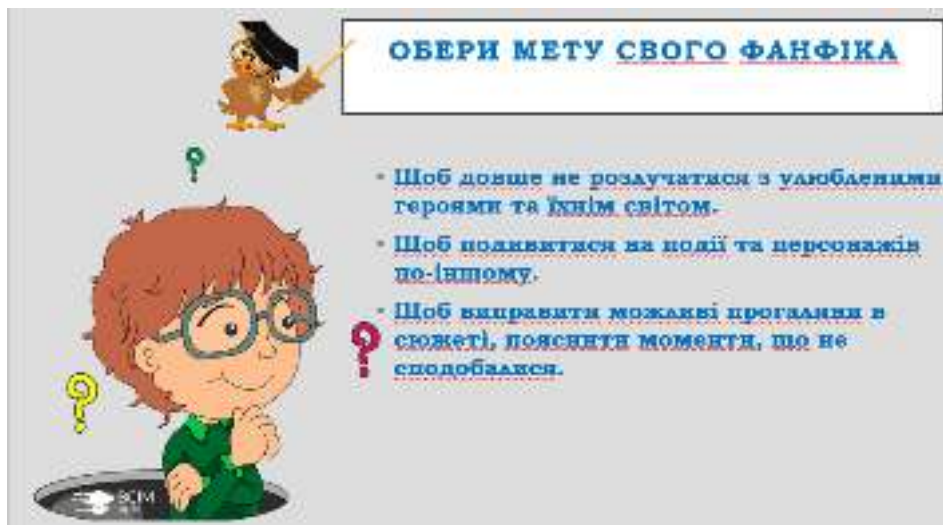 ОБЕРИ МЕТУ СВОГО ФАНФІКА
• Щоб довше не розлучатися з улюбленими
героями та їхнім світом.
• Щоб подивитися на події та персонажів
по-іншому.
• Щоб виправити можливі прогалини в
сюжеті, пояснити моменти, що не
сподобалися.
ВСІМ